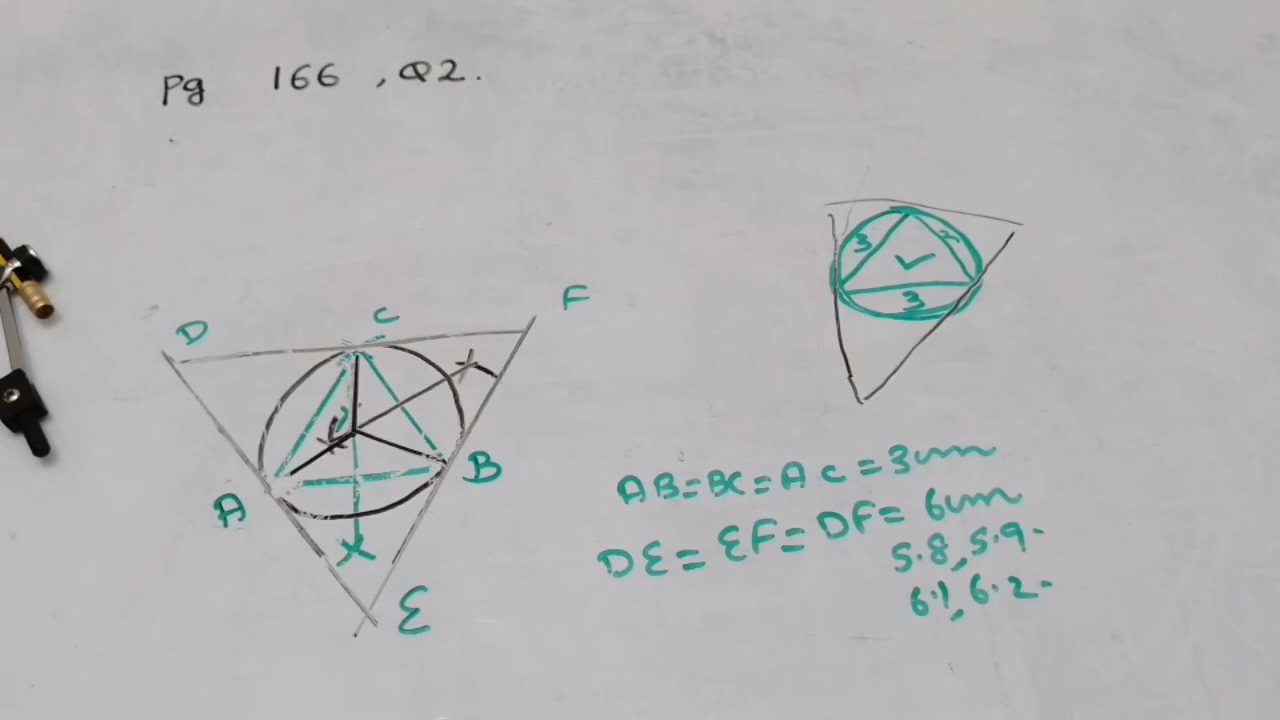 Pg 166, Q2.
D
C
F
A
B
E
3
3
AB=BC=AC=3cm
DE=EF=DF=6cm
5.8, 5.9.
6.1, 6.2.